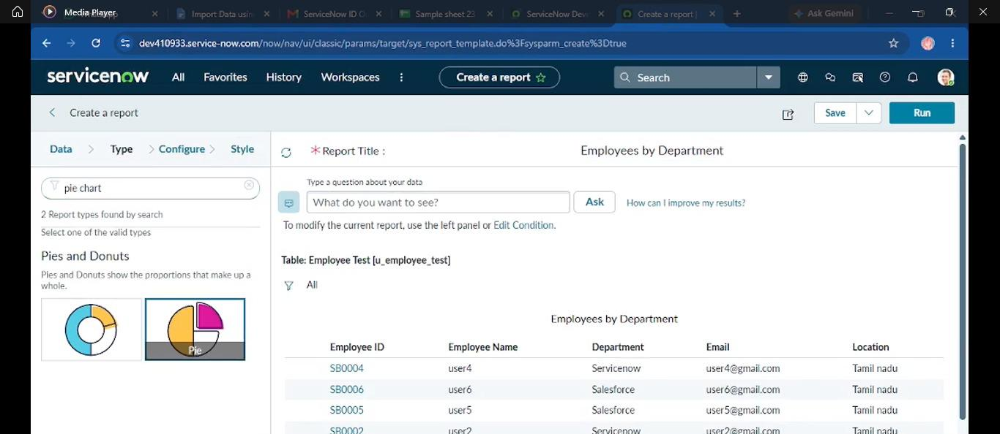 Media Player
Import Data usin
ServiceNow ID O
Sample sheet 23
ServiceNow Deve
Create a report
Ask Gemini
dev410933.service-now.com/now/nav/ui/classic/params/target/sys_report_template.do%3Fsysparm_create%3Dtrue
servicenow
All
Favorites
History
Workspaces
Create a report
Search
Create a report
Save
Run
Data
Type
Configure
Style
*Report Title :
Employees by Department
pie chart
2 Report types found by search
Select one of the valid types
Pies and Donuts
Pies and Donuts show the proportions that make up a
whole.
Pie
Type a question about your data
What do you want to see?
Ask
How can I improve my results?
To modify the current report, use the left panel or Edit Condition.
Table: Employee Test [u_employee_test]
All
Employees by Department
Employee ID Employee Name Department Email Location
SB0004 user4 Servicenow user4@gmail.com Tamil nadu
SB0006 user6 Salesforce user6@gmail.com Tamil nadu
SB0005 user5 Salesforce user5@gmail.com Tamil nadu
SB0002 user2 Servicenow user2@gmail.com Tamil nadu